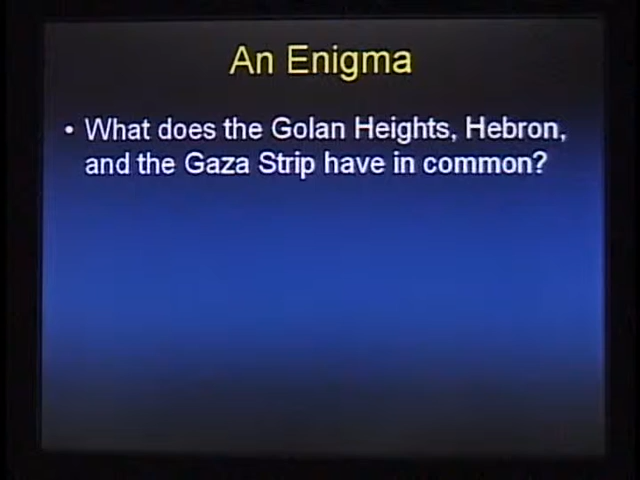 An Enigma
• What does the Golan Heights, Hebron,
and the Gaza Strip have in common?